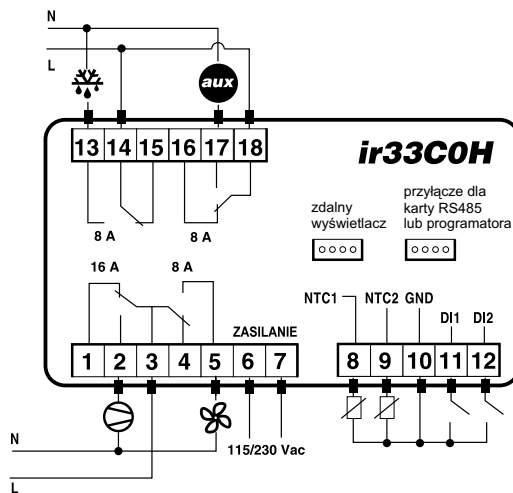 N
L
aux
13 14 15 16 17 18
ir33C0H
8 A
8 A
zdalny
wyświetlacz
przyłącze dla
karty RS485
lub programatora
16 A
8 A
ZASILANIE
NTC1
NTC2
GND
DI1
DI2
1 2 3 4 5 6 7
8 9 10 11 12
N
115/230 Vac
L